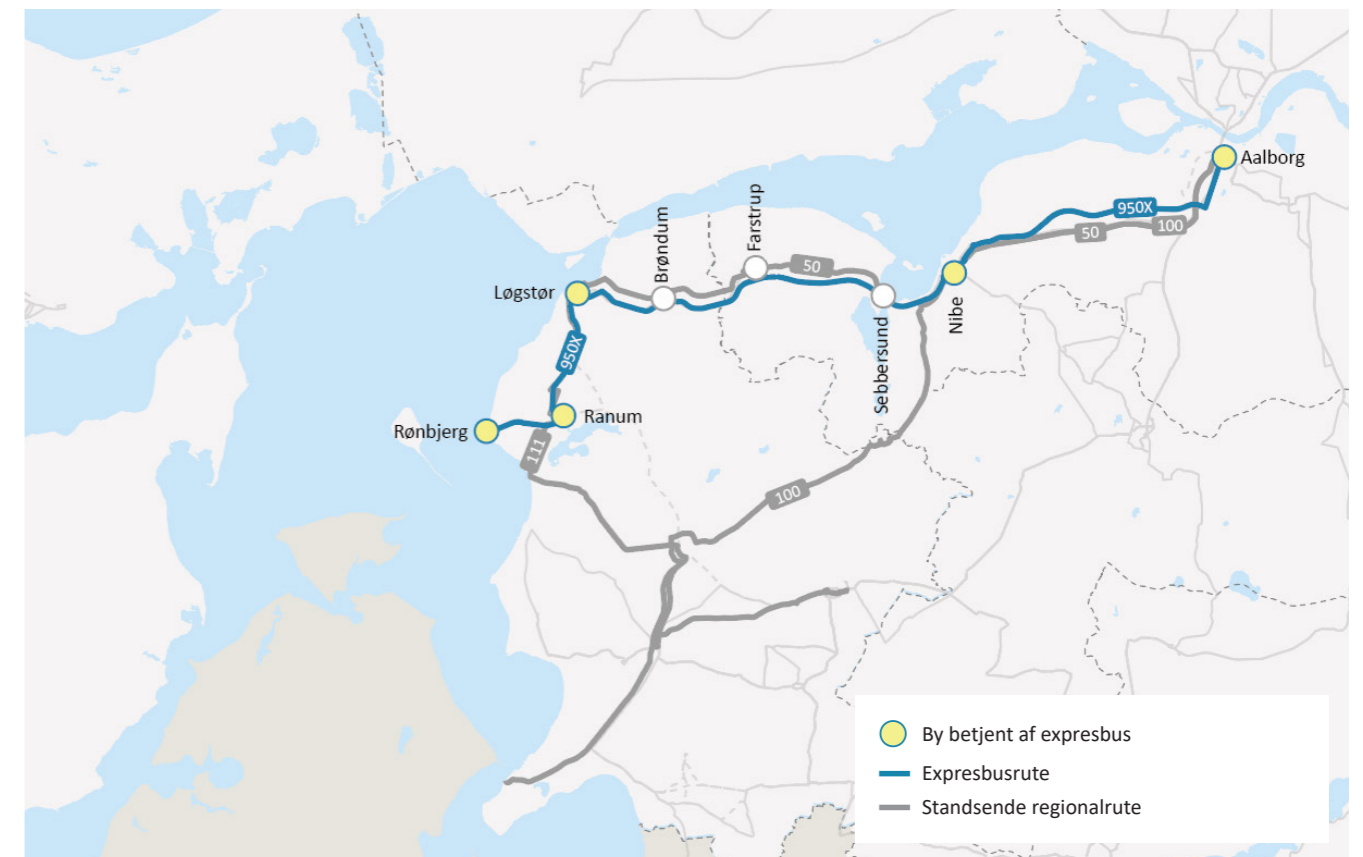 Aalborg
950X
50
100
Nibe
Sebbersund
50
Farstrup
Brøndum
Løgstør
950X
Ranum
Rønbjerg
111
100
By betjent af expresbus
Expresbusrute
Standsende regionalrute